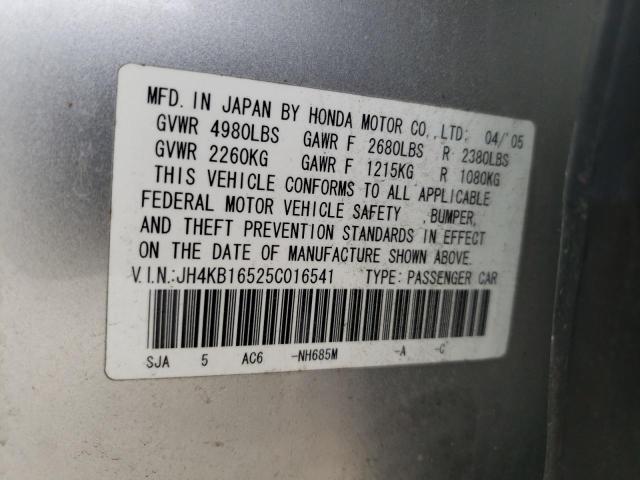 MFD. IN JAPAN BY HONDA MOTOR CO.,LTD: 04/'05
GVWR 4980LBS GAWR F 2680LBS R 2380LBS
GVWR 2260KG GAWR F 1215KG R 1080KG
THIS VEHICLE CONFORMS TO ALL APPLICABLE
FEDERAL MOTOR VEHICLE SAFETY ,BUMPER,
AND THEFT PREVENTION STANDARDS IN EFFECT
ON THE DATE OF MANUFACTURE SHOWN ABOVE.
V.I.N.:JH4KB16525C016541 TYPE: PASSENGER CAR
SJA 5 AC6 -NH685M -A -C